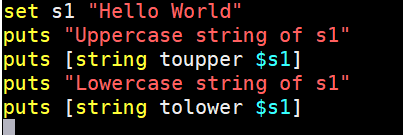 set s1 "Hello World"
puts "Uppercase string of s1"
puts [string toupper $s1]
puts "Lowercase string of s1"
puts [string tolower $s1]